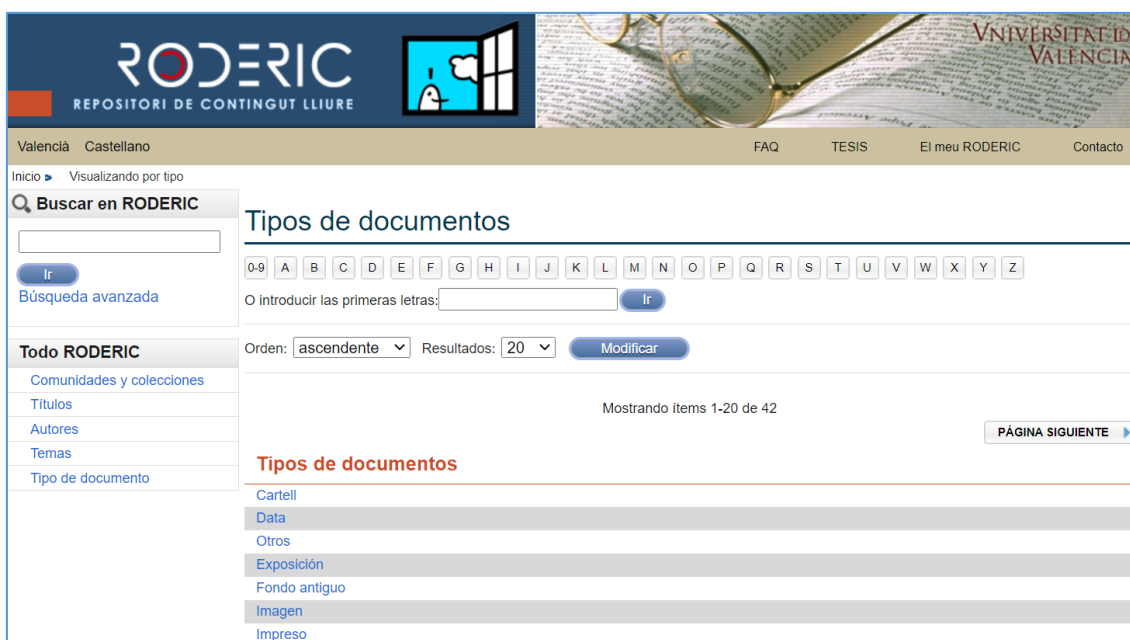 RODERIC
REPOSITORI DE CONTINGUT LLIURE
VNIVERSITAT
VALÈNCIA
Valencià Castellano FAQ TESIS El meu RODERIC Contacto
Inicio Visualizando por tipo
Buscar en RODERIC
Ir
Búsqueda avanzada
Todo RODERIC
Comunidades y colecciones
Títulos
Autores
Temas
Tipo de documento
Tipos de documentos
0-9 A B C D E F G H I J K L M N O P Q R S T U V W X Y Z
O introducir las primeras letras: Ir
Orden: ascendente Resultados: 20 Modificar
Mostrando ítems 1-20 de 42
PÁGINA SIGUIENTE
Tipos de documentos
Cartell
Data
Otros
Exposición
Fondo antiguo
Imagen
Impreso